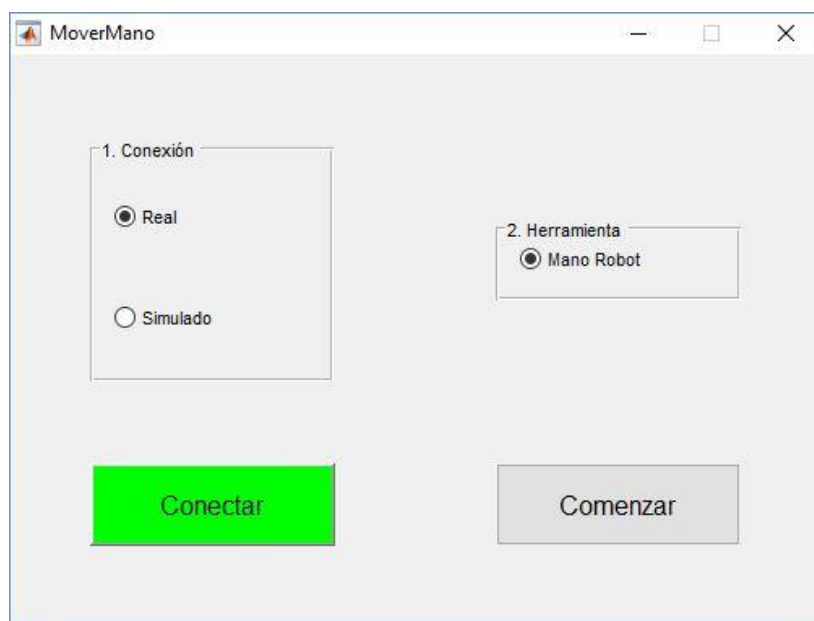 MoverMano
1. Conexión
Real
Simulado
2. Herramienta
Mano Robot
Conectar
Comenzar